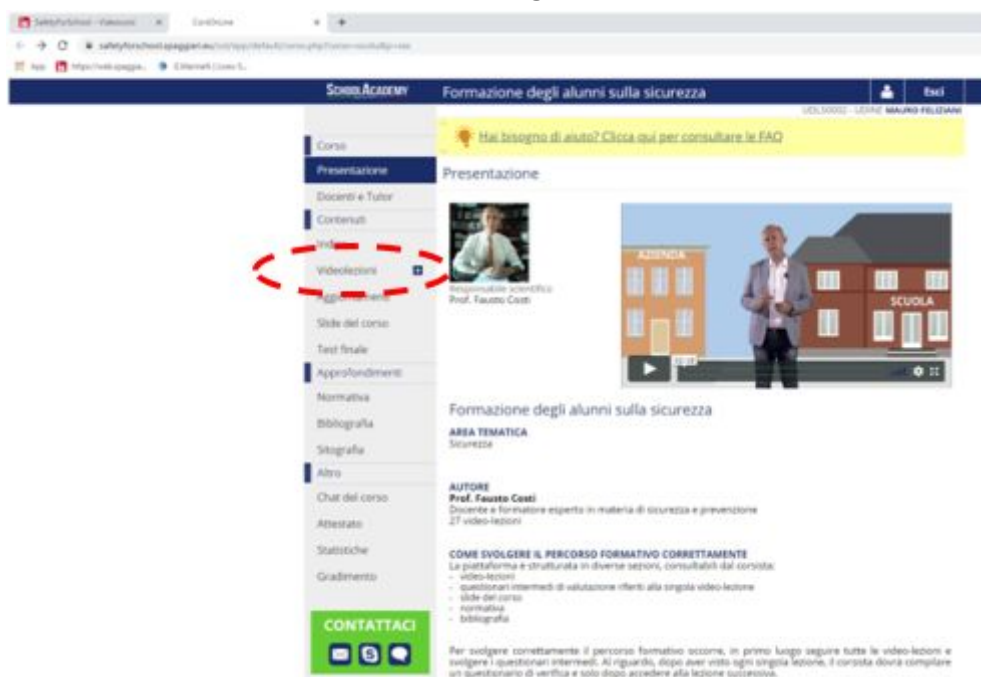 SafetyForSchool - Videolezioni
safetyforschool.spaggiari.eu
App
SCHOOLACADEMY
Formazione degli alunni sulla sicurezza
Esci
MAURO FELIZIANI
Hai bisogno di aiuto? Clicca qui per consultare le FAQ
Corso
Presentazione
Docenti e Tutor
Contenuti
Videolezioni
Slide del corso
Test finale
Approfondimenti
Normativa
Bibliografia
Sitografia
Altro
Chat del corso
Attestato
Statistiche
Gradimento
CONTATTACI
Presentazione
Responsabile scientifico
Prof. Fausto Costi
AZIENDA
SCUOLA
Formazione degli alunni sulla sicurezza
AREA TEMATICA
Sicurezza
AUTORE
Prof. Fausto Costi
Docente e formatore esperto in materia di sicurezza e prevenzione
27 video-lezioni
COME SVOLGERE IL PERCORSO FORMATIVO CORRETTAMENTE
La piattaforma è strutturata in diverse sezioni, consultabili dal corsista:
- video-lezioni
- questionari intermedi di valutazione riferiti alla singola video-lezione
- slide del corso
- normativa
- bibliografia
Per svolgere correttamente il percorso formativo occorre, in primo luogo seguire tutte le video-lezioni e
svolgere i questionari intermedi. Al riguardo, dopo aver visto ogni singola lezione, il corsista dovrà compilare
un questionario di verifica e solo dopo accedere alla lezione successiva.